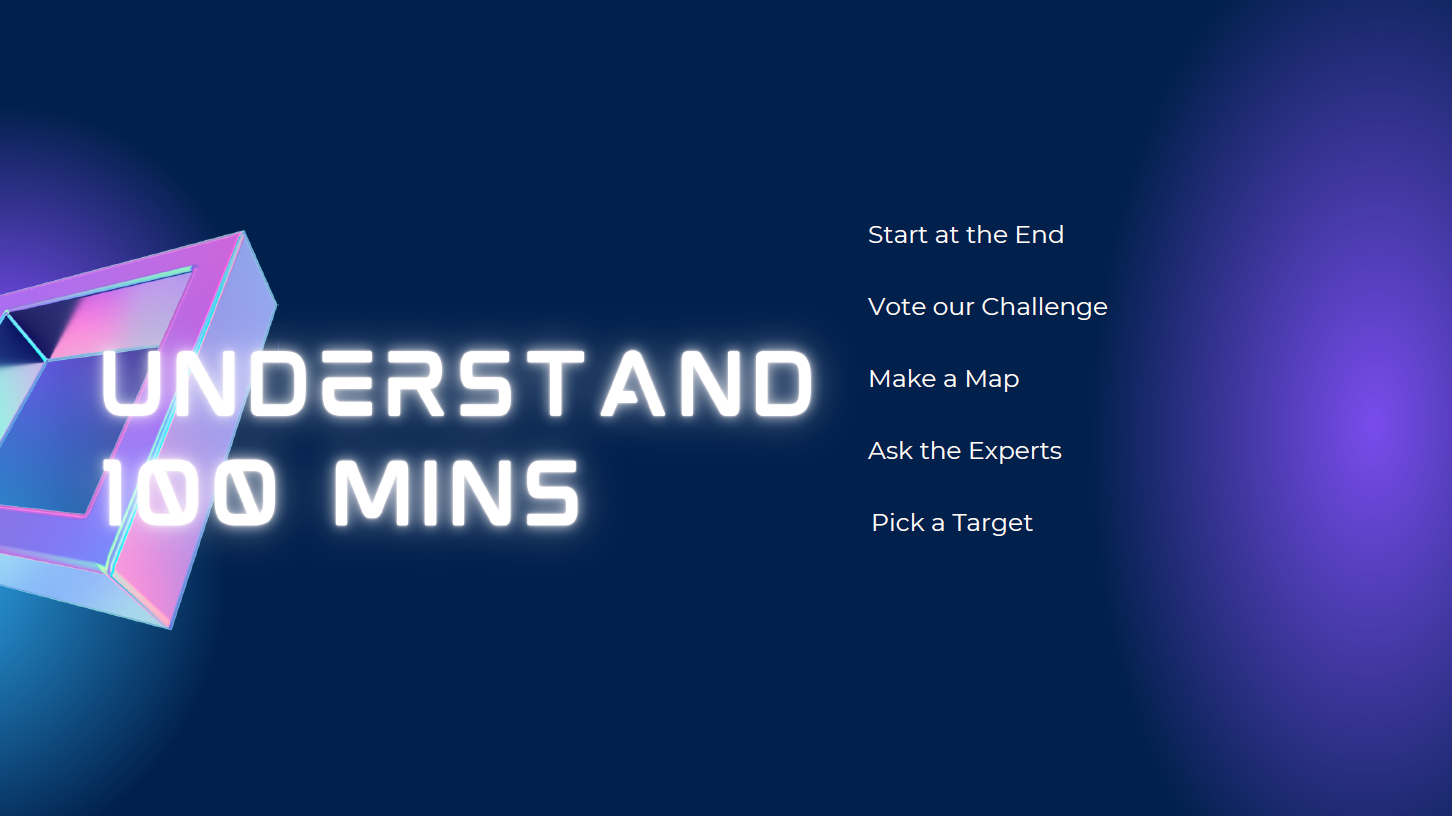 UNDERSTAND
100 MINS
Start at the End
Vote our Challenge
Make a Map
Ask the Experts
Pick a Target